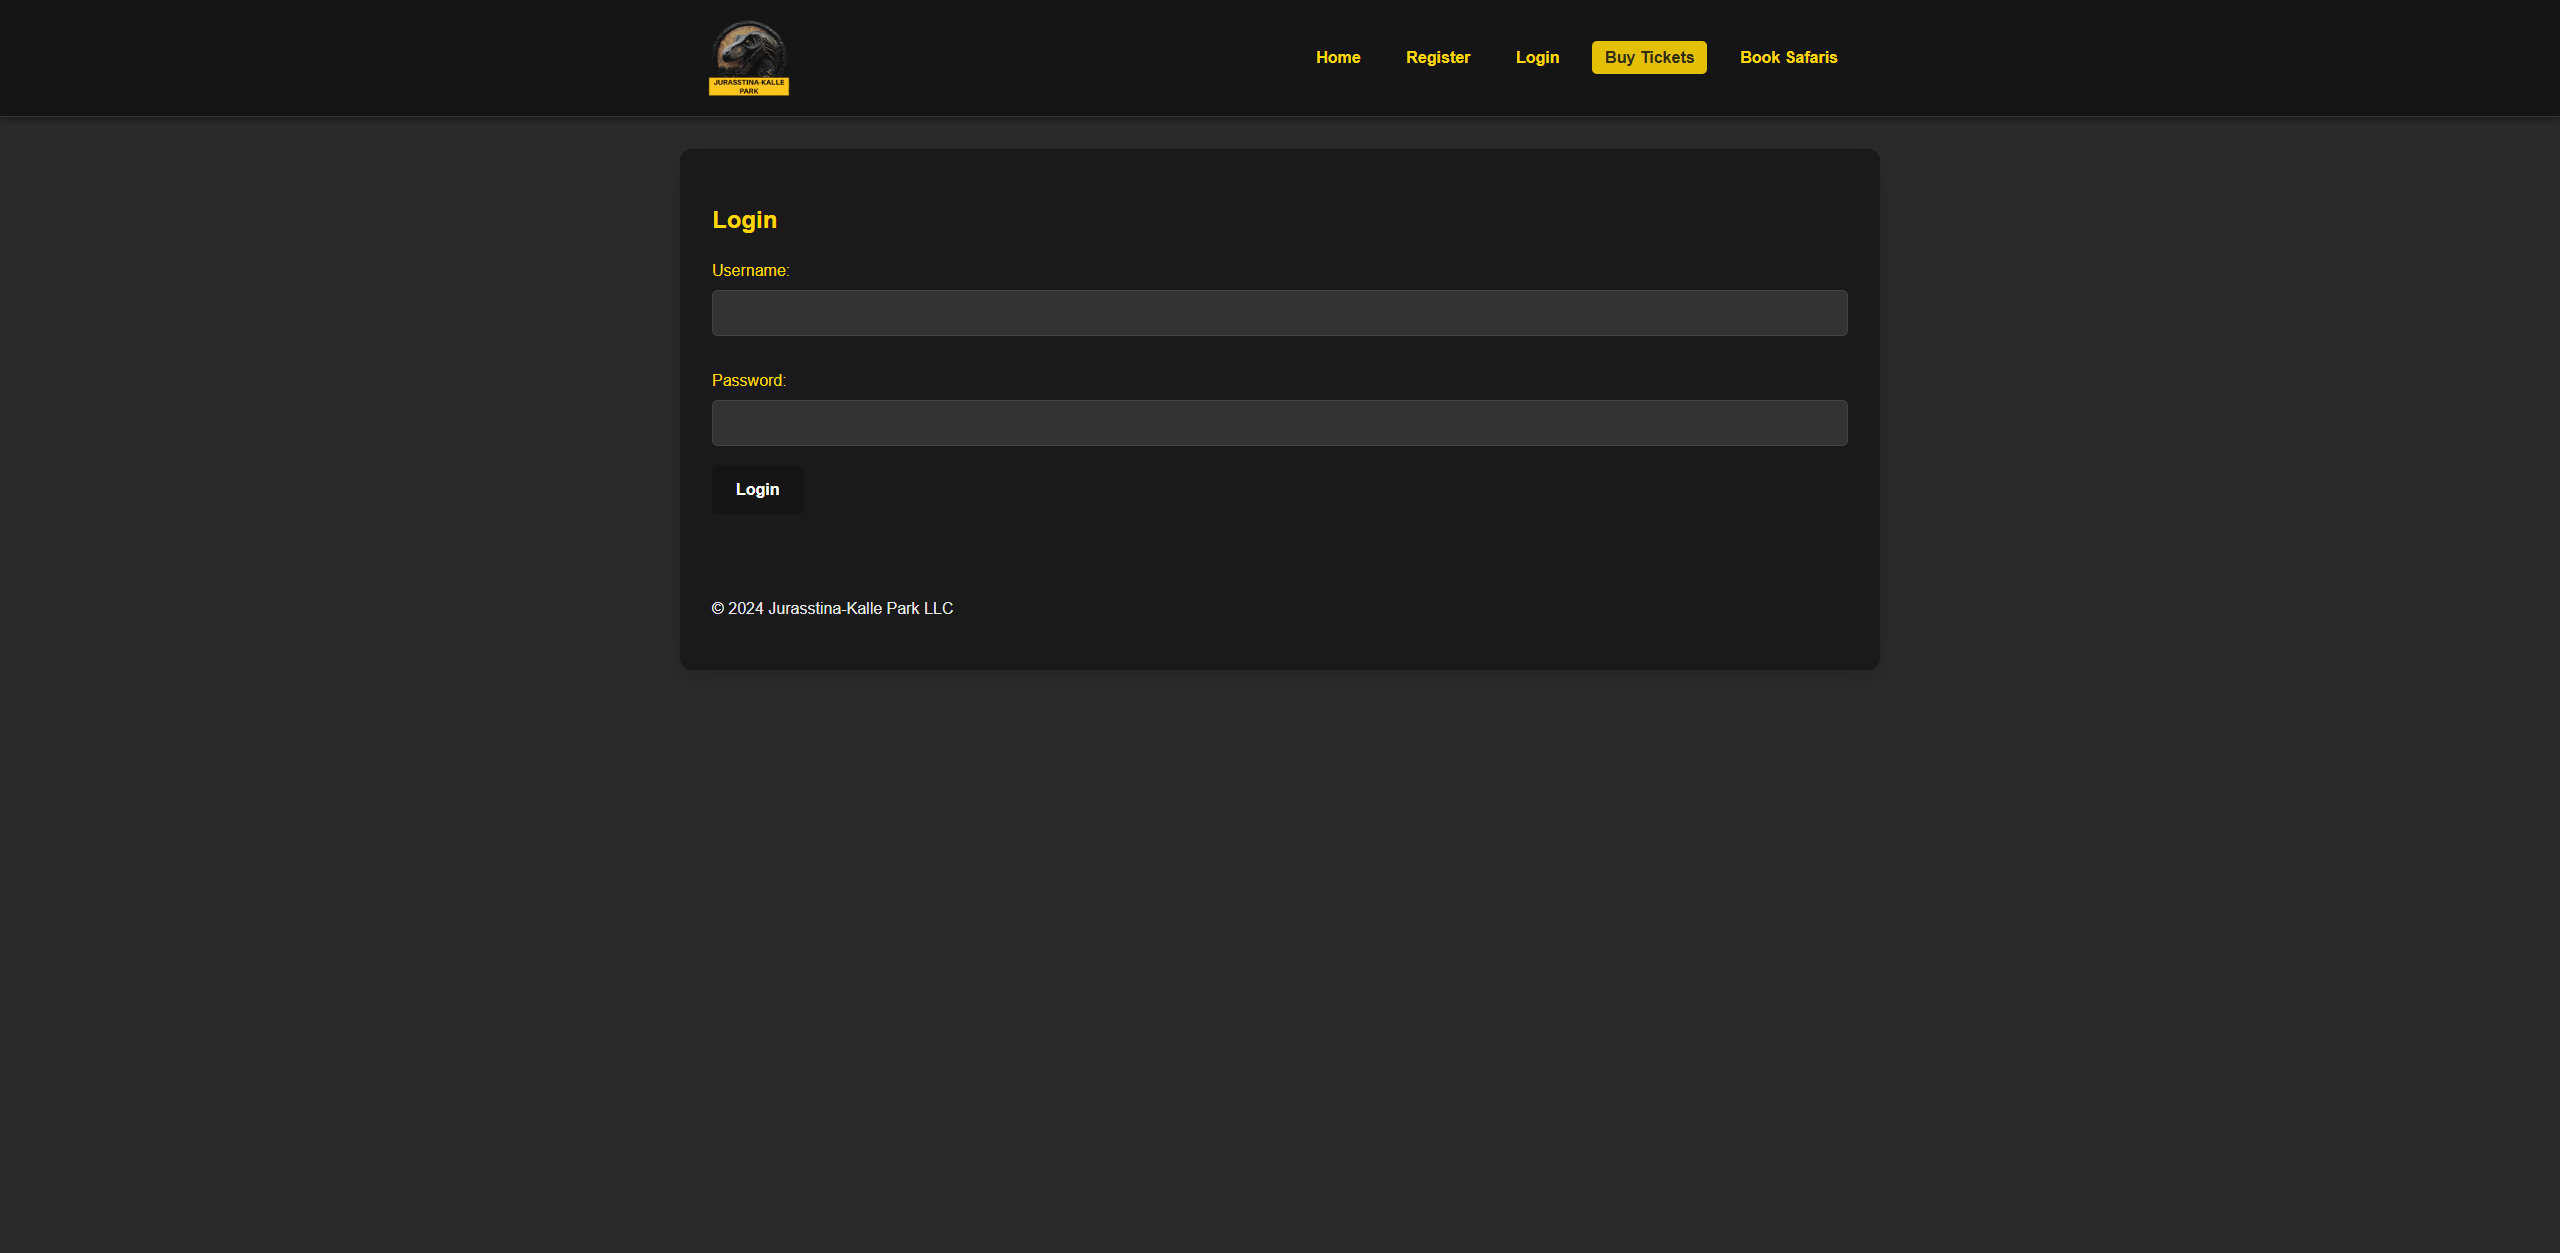 JURASSTINA-KALLE
PARK
Home
Register
Login
Buy Tickets
Book Safaris
Login
Username:
Password:
Login
© 2024 Jurasstina-Kalle Park LLC